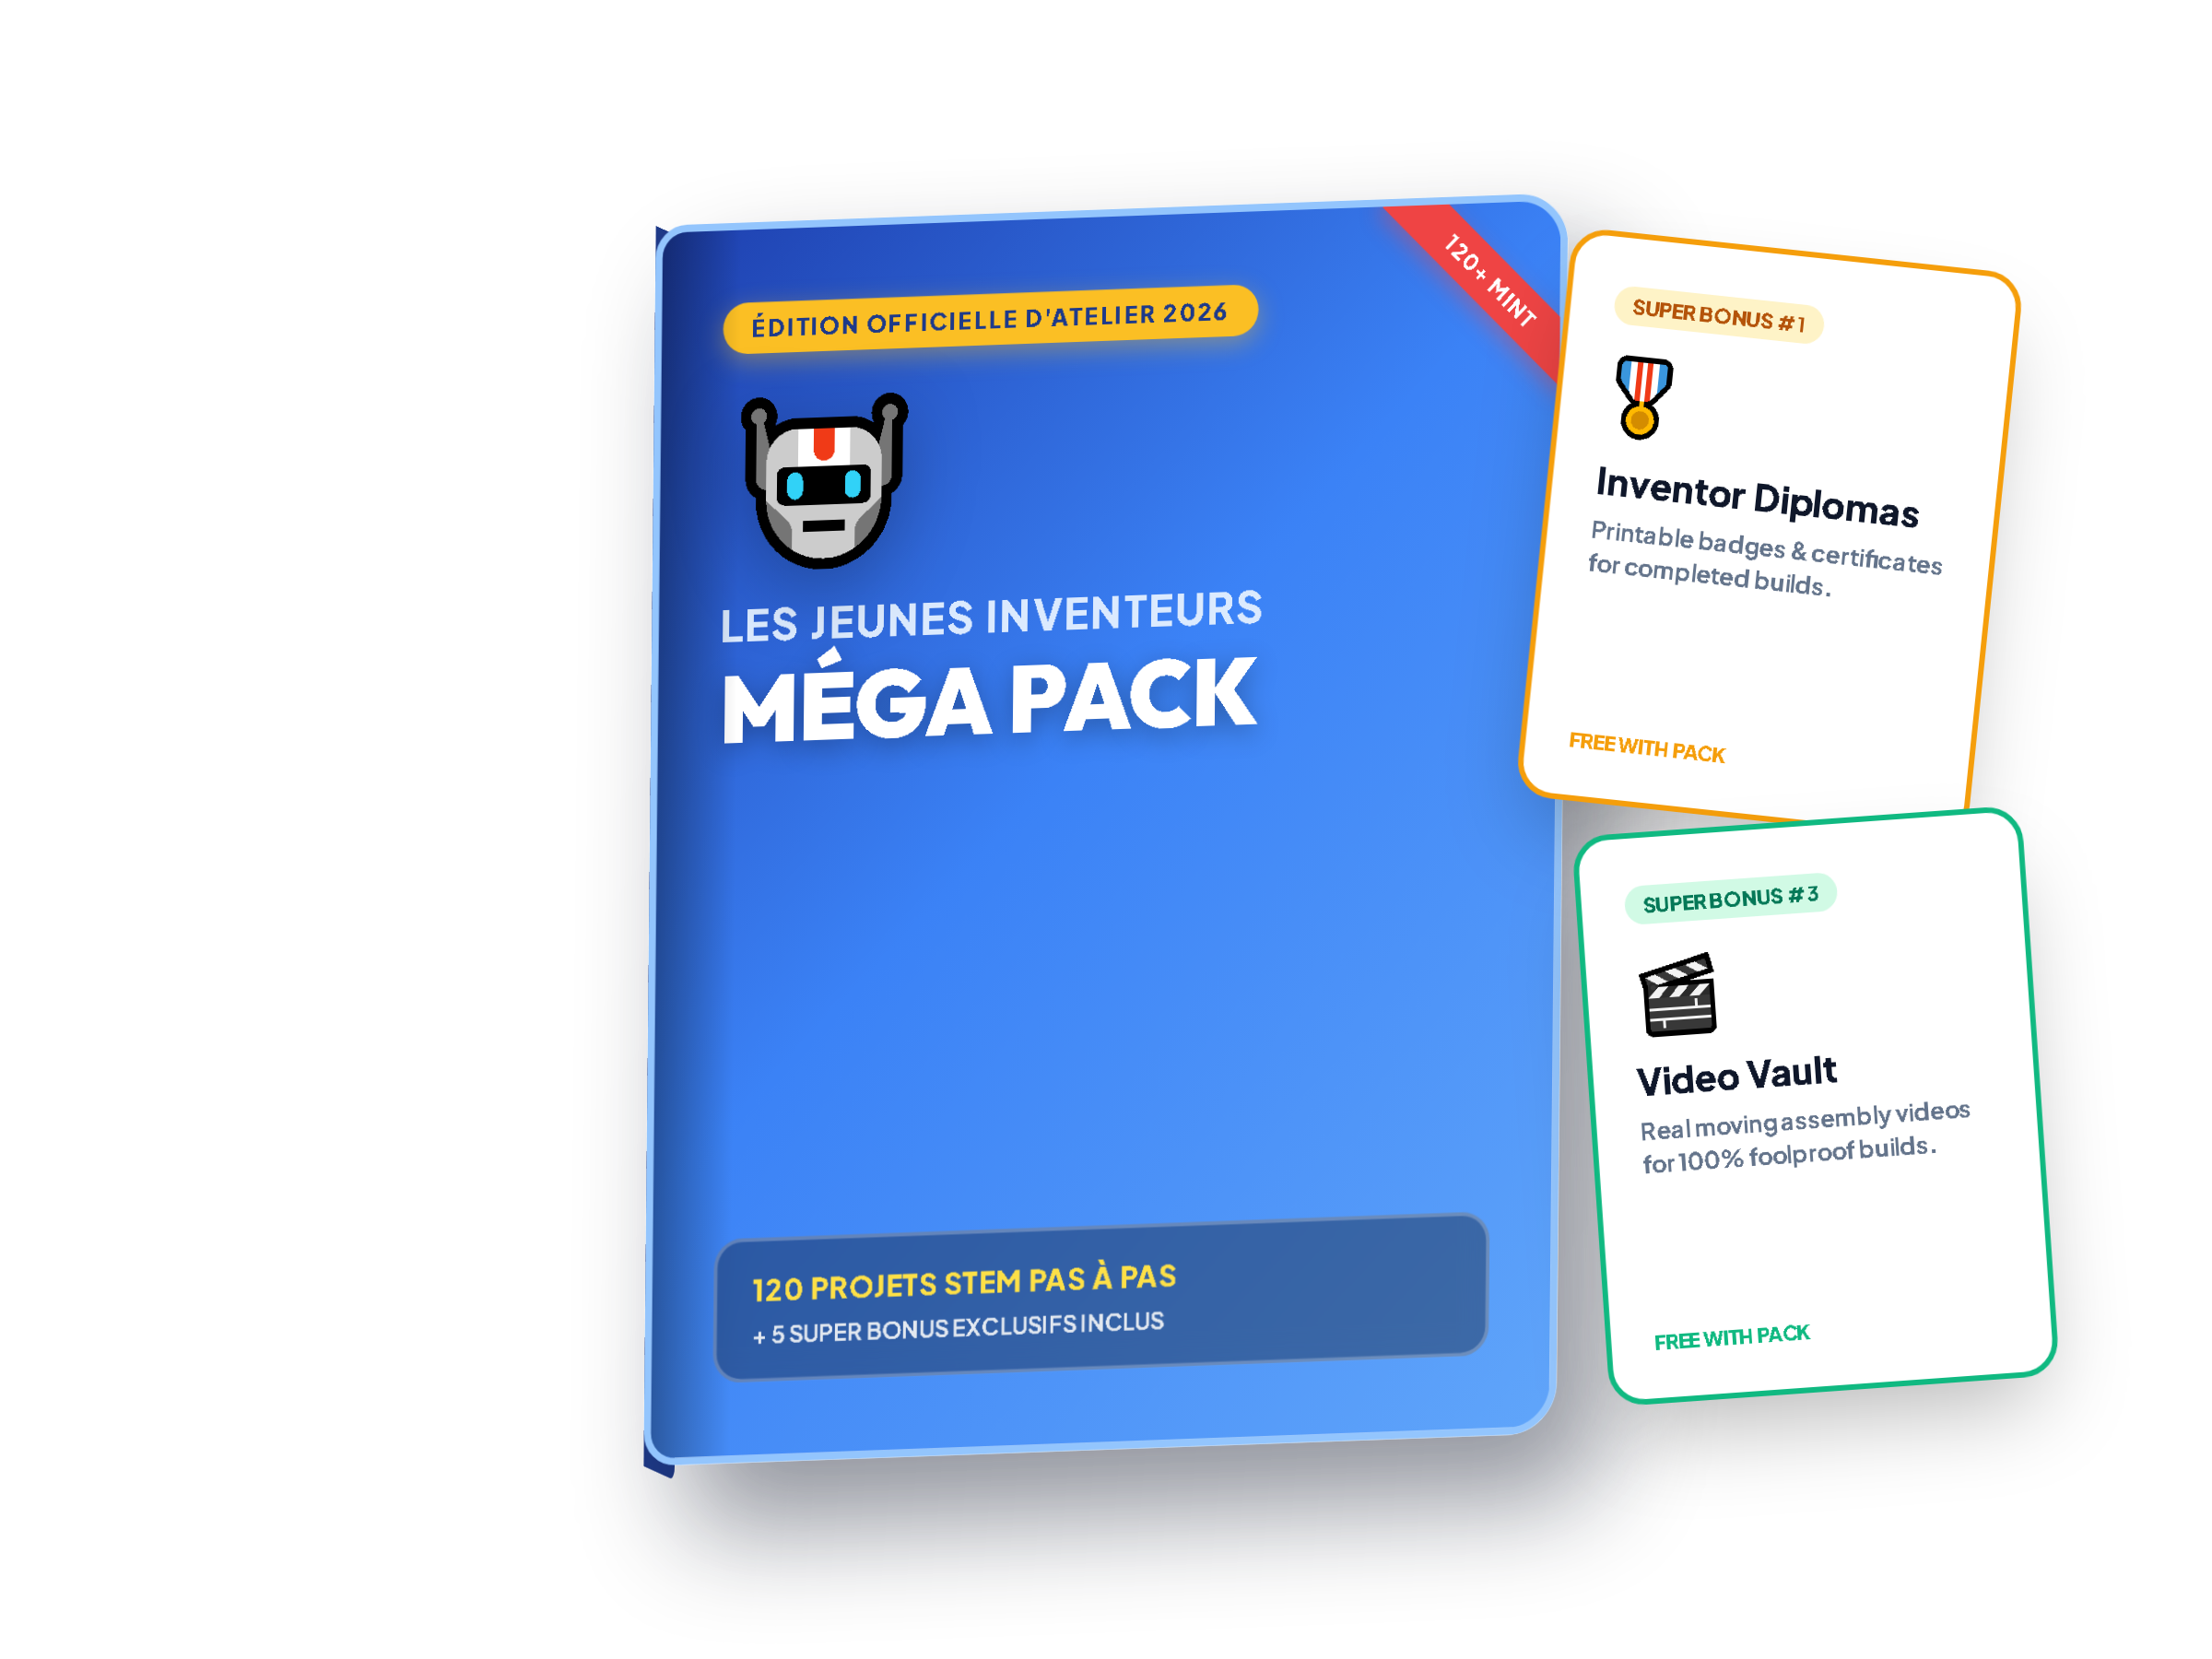 ÉDITION OFFICIELLE D'ATELIER 2026
120+ MINT
LES JEUNES INVENTEURS
MÉGA PACK
120 PROJETS STEM PAS À PAS
+ 5 SUPER BONUS EXCLUSIFS INCLUS
SUPER BONUS #1
Inventor Diplomas
Printable badges & certificates
for completed builds.
FREE WITH PACK
SUPER BONUS #3
Video Vault
Real moving assembly videos
for 100% foolproof builds.
FREE WITH PACK